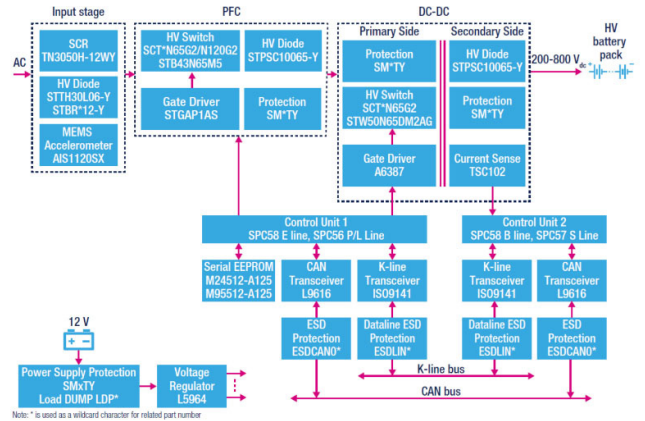 Input stage
PFC
DC-DC
AC
SCR
TN3050H-12WY
HV Diode
STTH30L06-Y
STBR*12-Y
MEMS
Accelerometer
AIS1120SX
HV Switch
SCT*N65G2/N120G2
STB43N65M5
HV Diode
STPSC10065-Y
Gate Driver
STGAP1AS
Protection
SM*TY
Primary Side
Secondary Side
Protection
SM*TY
HV Switch
SCT*N65G2
STW50N65DM2AG
Gate Driver
A6387
HV Diode
STPSC10065-Y
Protection
SM*TY
Current Sense
TSC102
200-800 Vdc
HV
battery
pack
+
-
Control Unit 1
SPC58 E line, SPC56 P/L Line
Control Unit 2
SPC58 B line, SPC57 S Line
Serial EEPROM
M24512-A125
M95512-A125
CAN
Transceiver
L9616
K-line
Transceiver
ISO9141
K-line
Transceiver
ISO9141
CAN
Transceiver
L9616
ESD
Protection
ESDCAN0*
Dataline ESD
Protection
ESDLIN*
Dataline ESD
Protection
ESDLIN*
ESD
Protection
ESDCAN0*
K-line bus
CAN bus
12 V
+ -
Power Supply Protection
SMxTY
Load DUMP LDP*
Voltage
Regulator
L5964
Note: * is used as a wildcard character for related part number